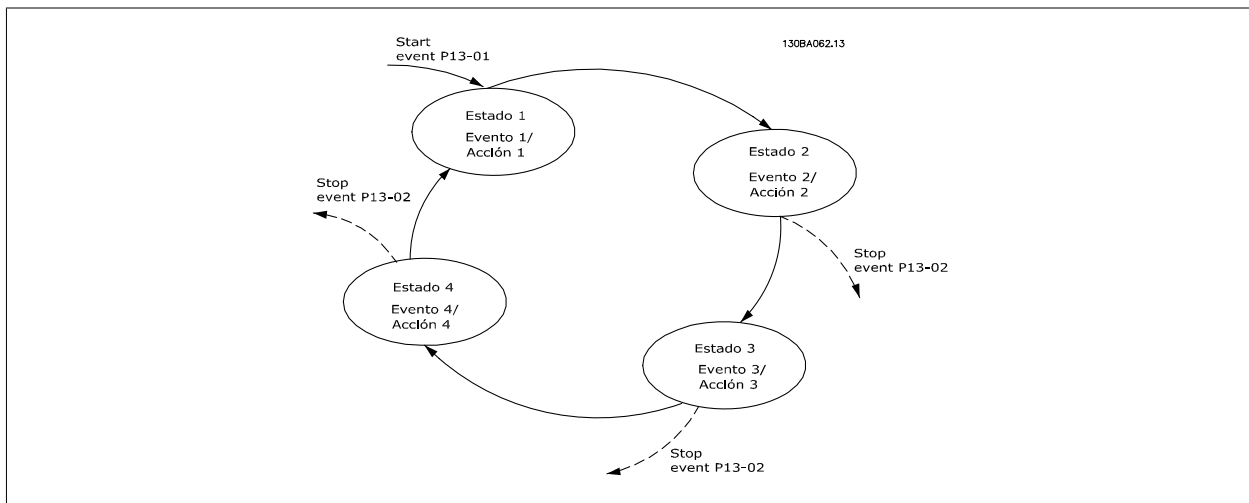 Start
event P13-01
130BA062.13
Estado 1
Evento 1/
Acción 1
Estado 2
Evento 2/
Acción 2
Stop
event P13-02
Stop
event P13-02
Estado 4
Evento 4/
Acción 4
Estado 3
Evento 3/
Acción 3
Stop
event P13-02